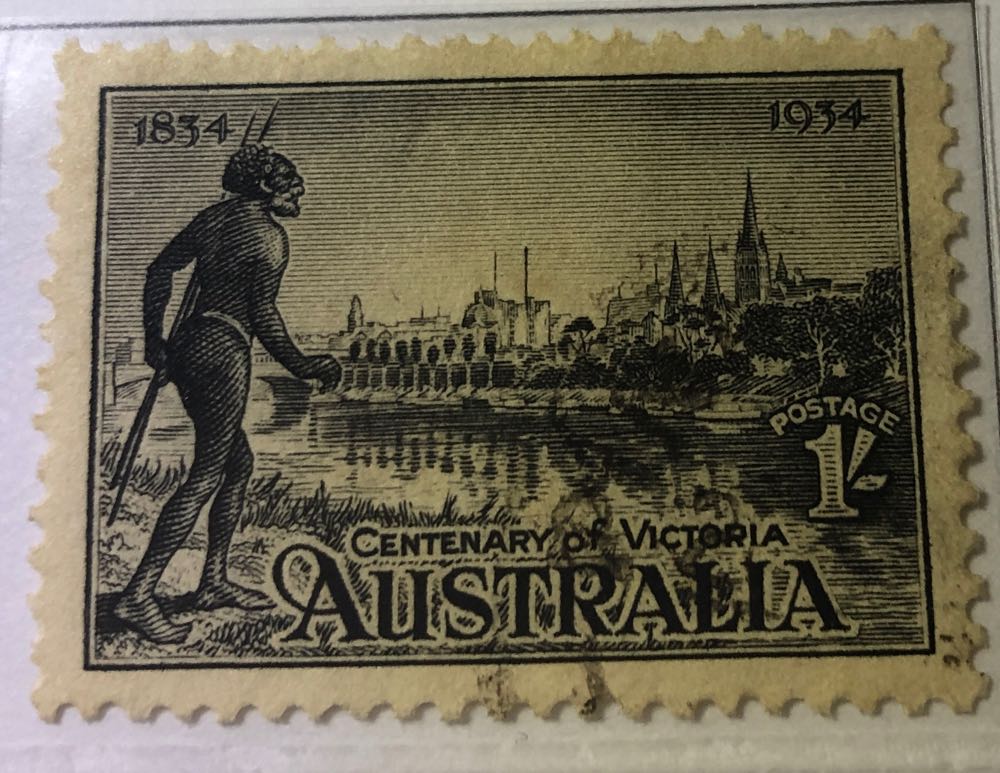 1834
1934
POSTAGE
1/-
CENTENARY of VICTORIA
AUSTRALIA